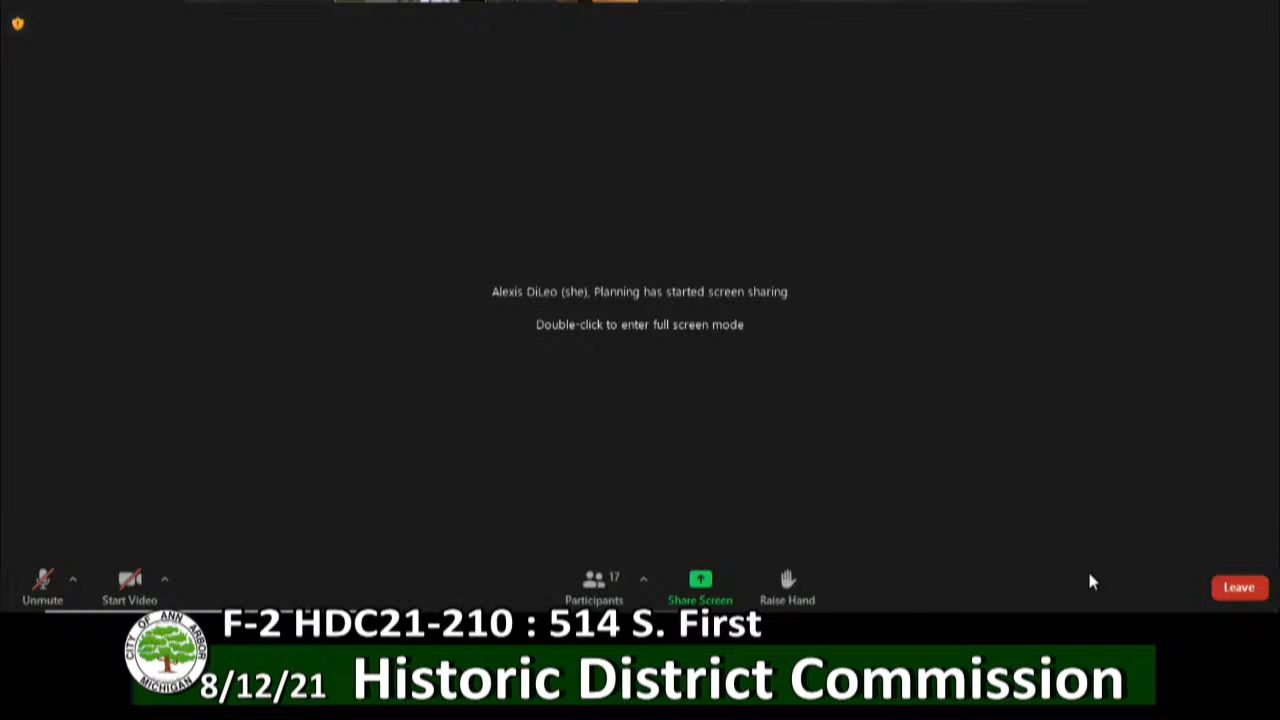 Alexis DiLeo (she), Planning has started screen sharing
Double-click to enter full screen mode
Unmute
Start Video
17
Participants
Share Screen
Raise Hand
Leave
F-2 HDC21-210 : 514 S. First
CITY OF ANN ARBOR
MICHIGAN
8/12/21
Historic District Commission